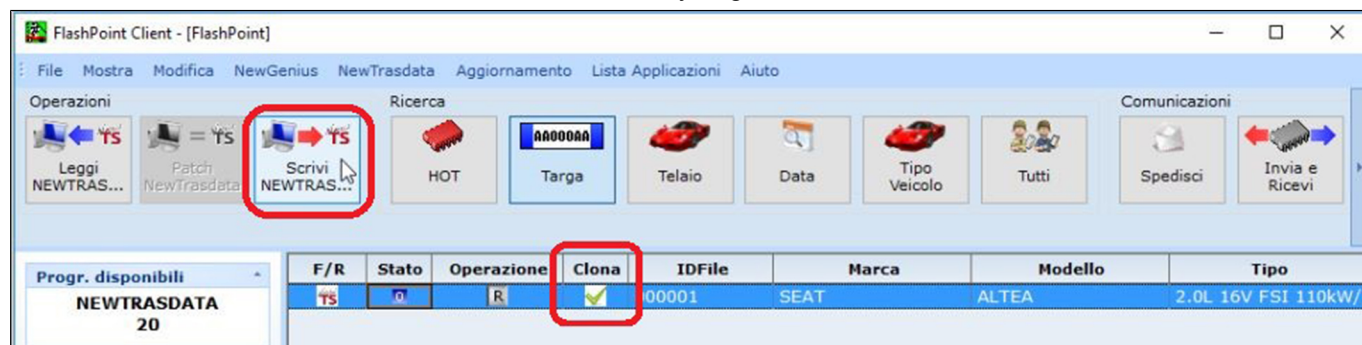 FlashPoint Client - [FlashPoint]
File Mostra Modifica NewGenius NewTrasdata Aggiornamento Lista Applicazioni Aiuto
Operazioni Ricerca Comunicazioni
TS = TS TS AA000AA
Leggi NEWTRAS...
Patch NewTrasdata
Scrivi NEWTRAS...
HOT
Targa
Telaio
Data
Tipo Veicolo
Tutti
Spedisci
Invia e Ricevi
Progr. disponibili
NEWTRASDATA
20
F/R Stato Operazione Clona IDFile Marca Modello Tipo
TS 0 R 000001 SEAT ALTEA 2.0L 16V FSI 110kW/